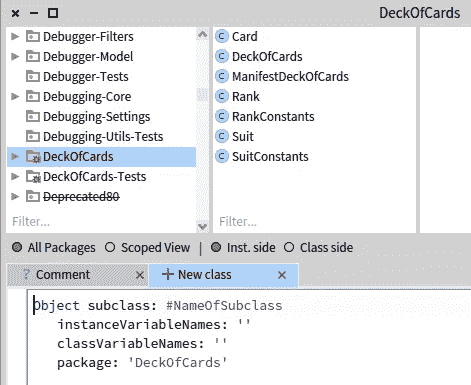 DeckOfCards
Debugger-Filters
Debugger-Model
Debugger-Tests
Debugging-Core
Debugging-Settings
Debugging-Utils-Tests
DeckOfCards
DeckOfCards-Tests
Deprecated80
Filter...
Card
DeckOfCards
ManifestDeckOfCards
Rank
RankConstants
Suit
SuitConstants
Filter...
All Packages Scoped View | Inst. side Class side
? Comment × New class ×
Object subclass: #NameOfSubclass
instanceVariableNames: ''
classVariableNames: ''
package: 'DeckOfCards'